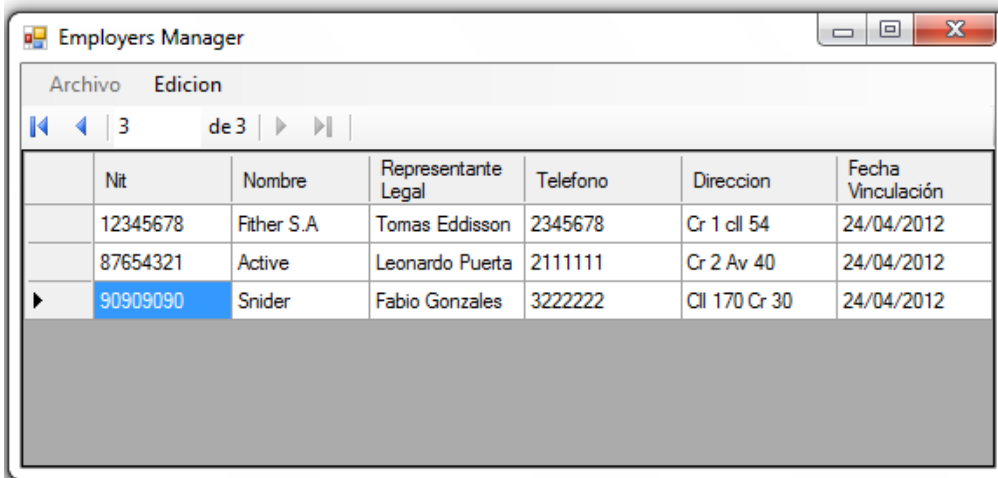 Employers Manager
Archivo Edicion
3 de 3
Nit Nombre Representante Legal Telefono Direccion Fecha Vinculación
12345678 Fither S.A Tomas Eddisson 2345678 Cr 1 cll 54 24/04/2012
87654321 Active Leonardo Puerta 2111111 Cr 2 Av 40 24/04/2012
90909090 Snider Fabio Gonzales 3222222 Cll 170 Cr 30 24/04/2012